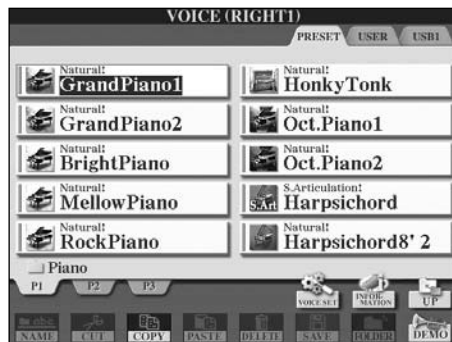 VOICE (RIGHT1)
PRESET USER USB1
Natural!
GrandPiano1
Natural!
HonkyTonk
Natural!
GrandPiano2
Natural!
Oct.Piano1
Natural!
BrightPiano
Natural!
Oct.Piano2
Natural!
MellowPiano
S.Articulation!
S.Art Harpsichord
Natural!
RockPiano
Natural!
Harpsichord8' 2
Piano
P1 P2 P3
VOICE SET
INFOR-
MATION
UP
abc
NAME CUT COPY PASTE DELETE SAVE FOLDER DEMO